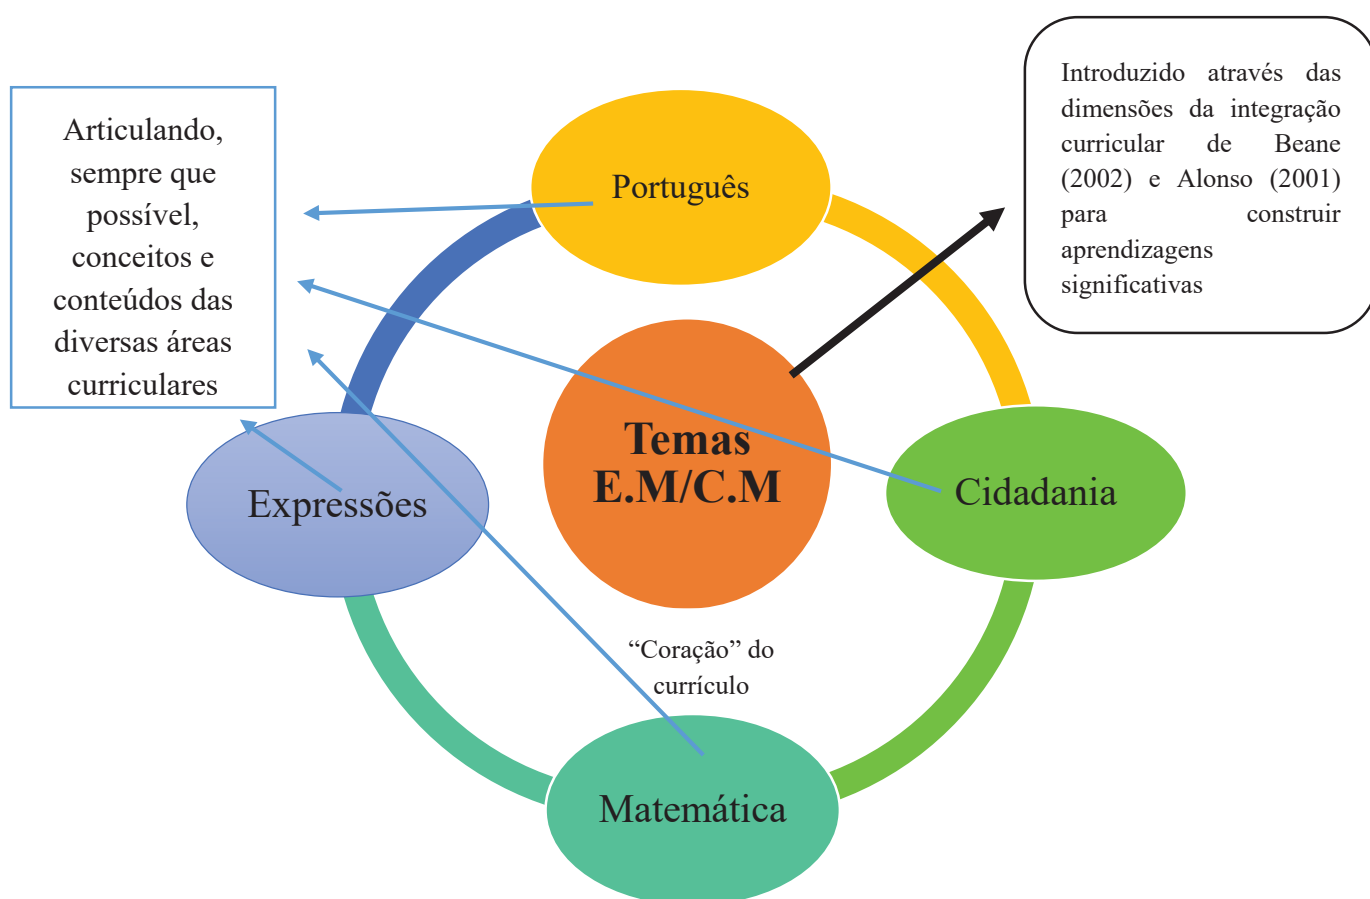 Introduzido através das
dimensões da integração
curricular de Beane
(2002) e Alonso (2001)
para construir
aprendizagens
significativas
Articulando,
sempre que
possível,
conceitos e
conteúdos das
diversas áreas
curriculares
Português
Temas
E.M/C.M
Cidadania
Expressões
“Coração” do
currículo
Matemática